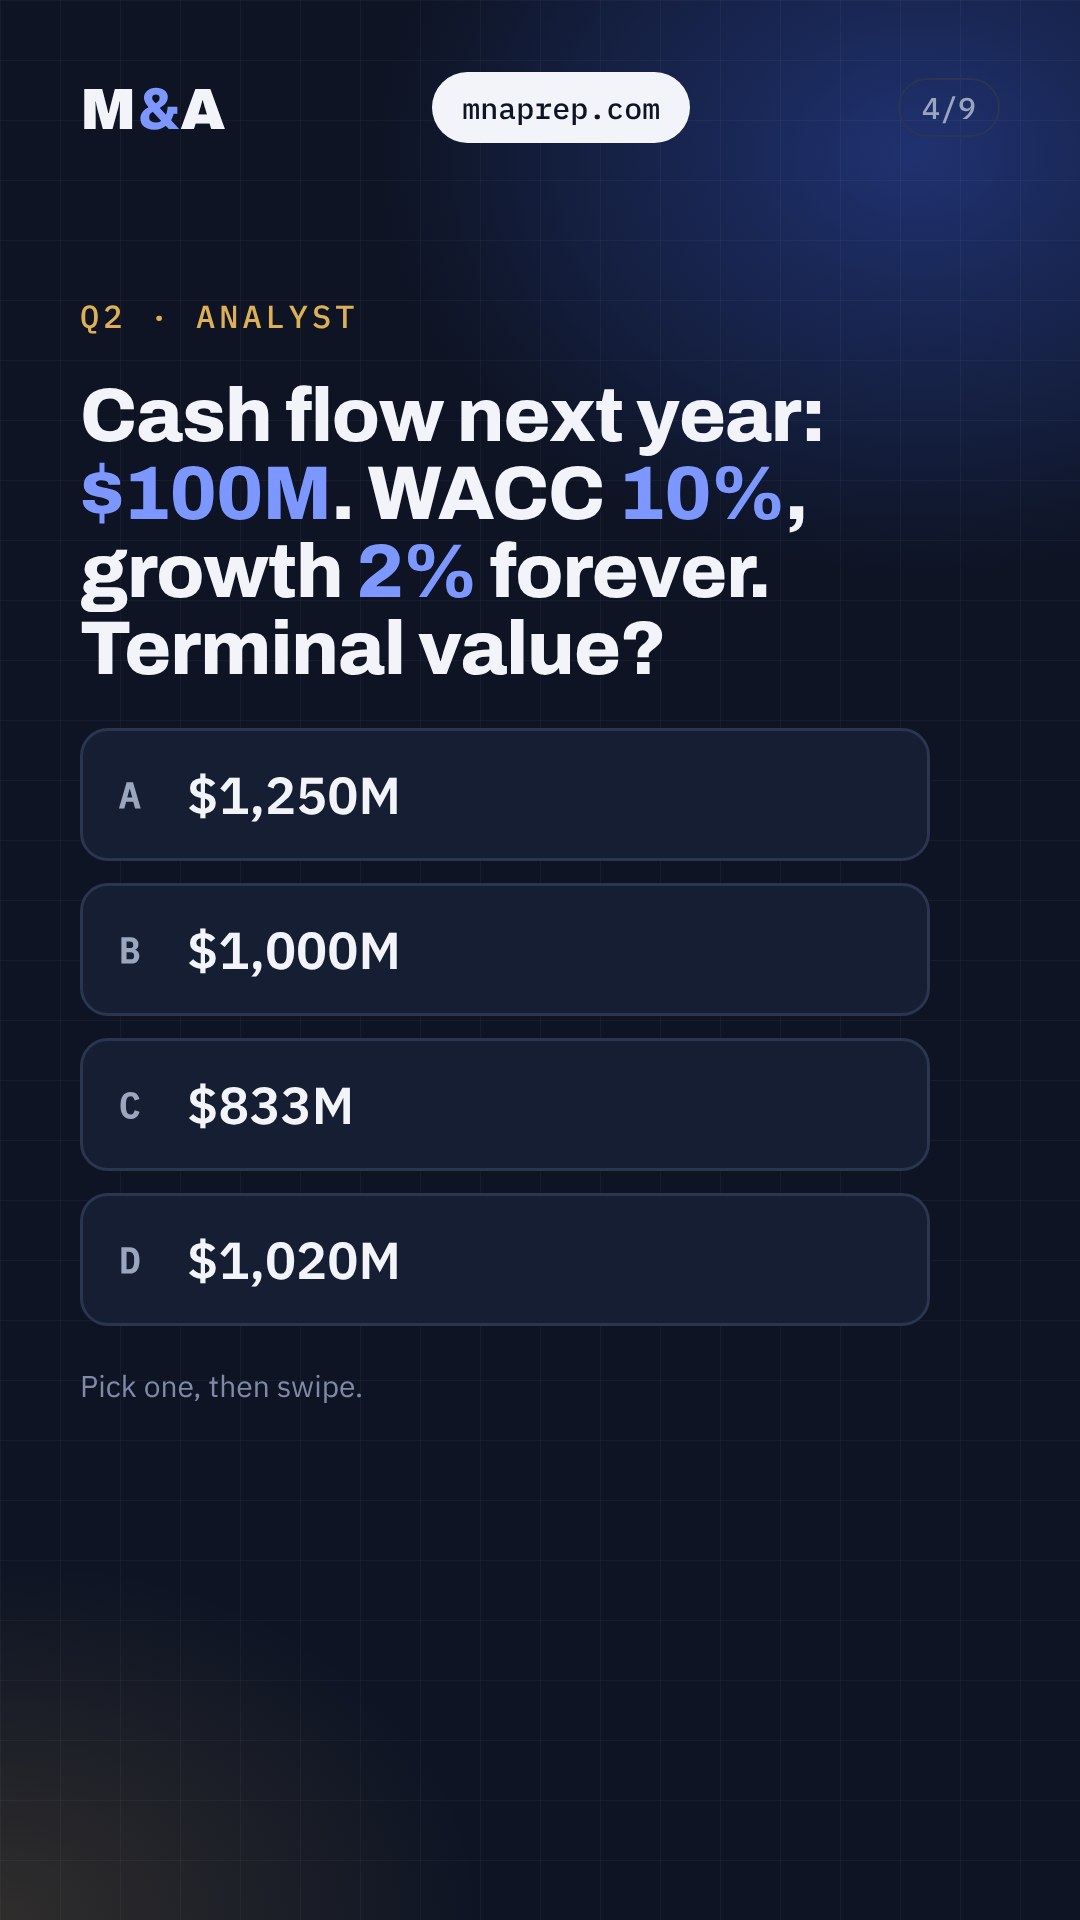 M&A
mnaprep.com
4/9
Q2 · ANALYST
Cash flow next year:
$100M. WACC 10%,
growth 2% forever.
Terminal value?
A $1,250M
B $1,000M
C $833M
D $1,020M
Pick one, then swipe.